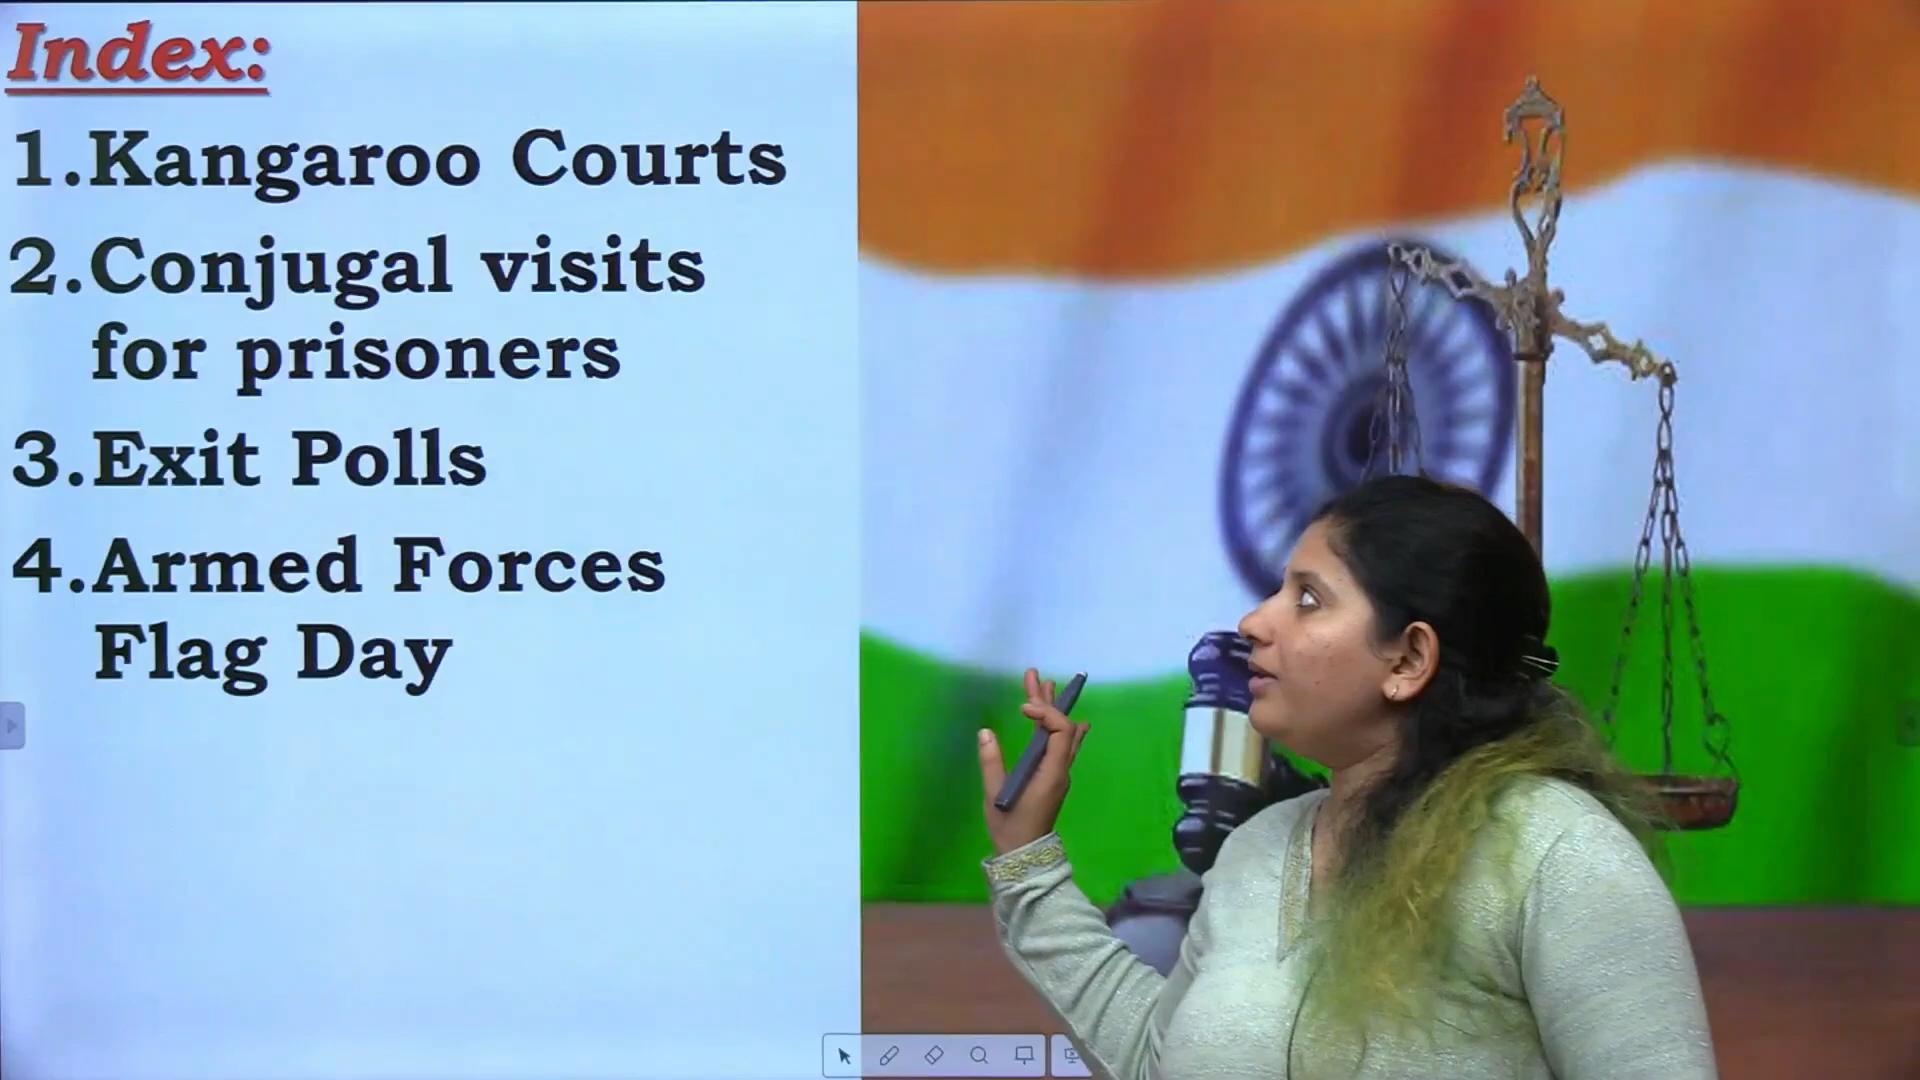 Index:
1.Kangaroo Courts
2.Conjugal visits
for prisoners
3.Exit Polls
4.Armed Forces
Flag Day